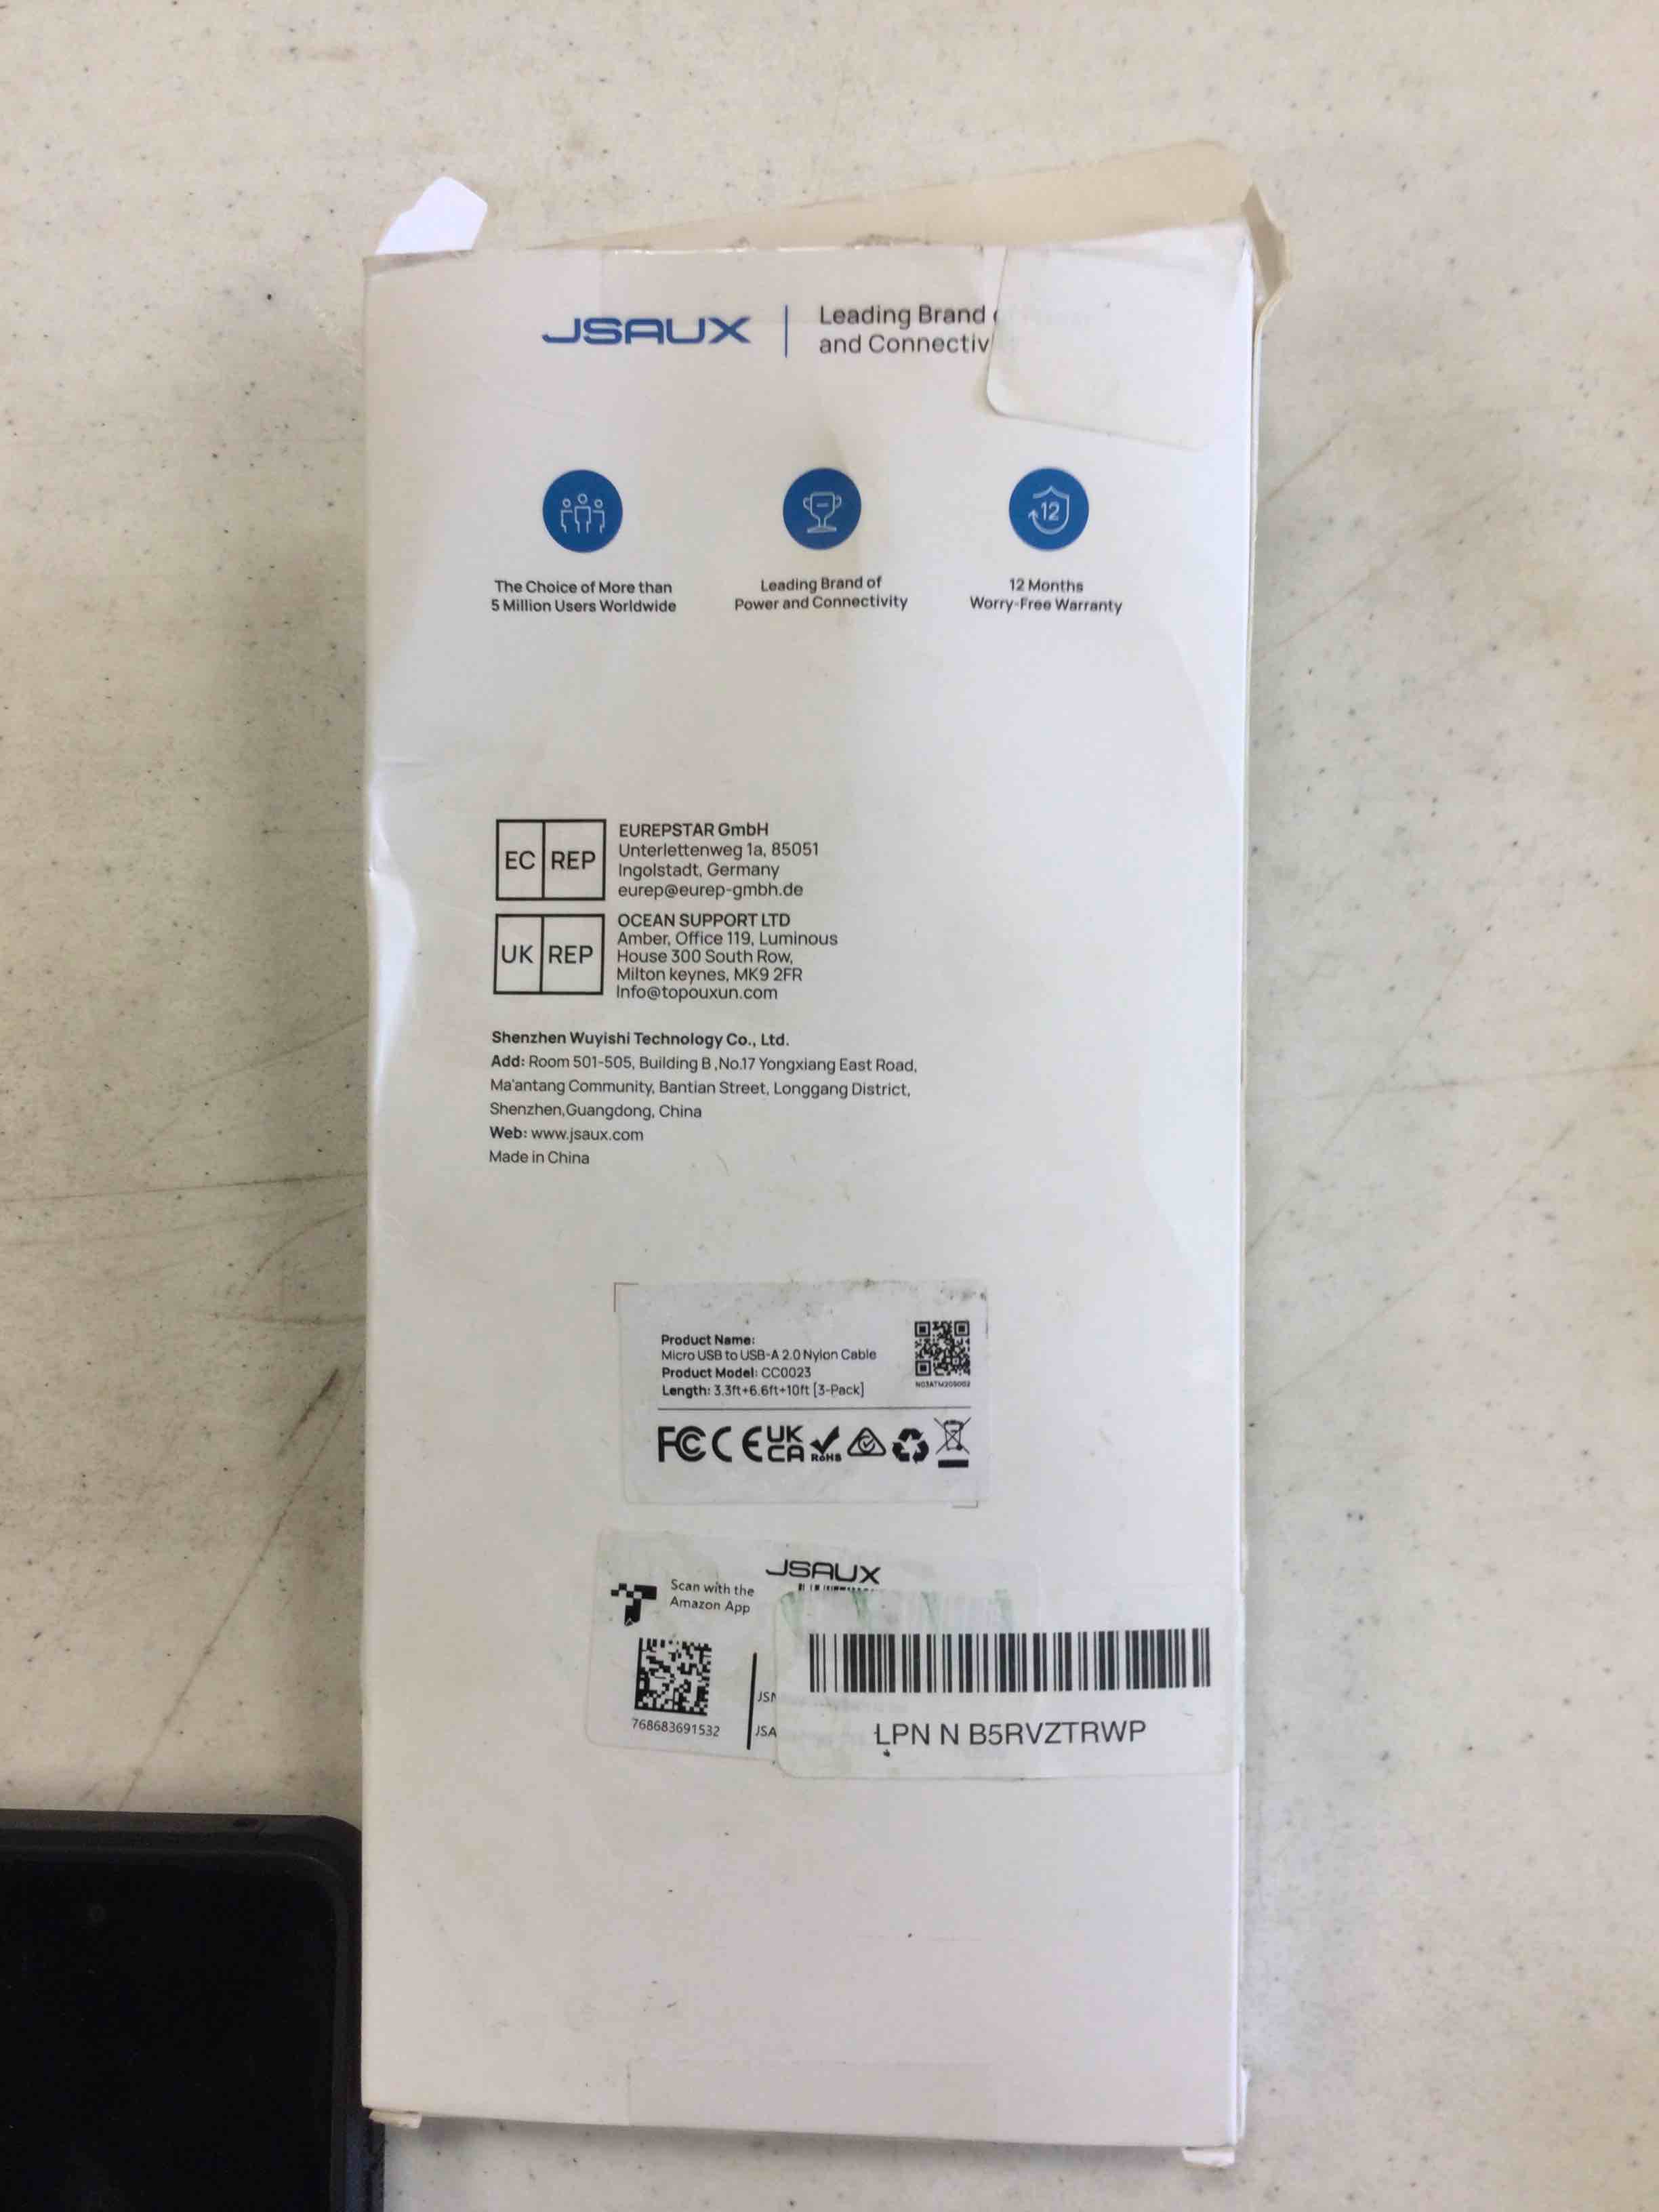 JSAUX
Leading Brand
and Connectiv
12
The Choice of More than
5 Million Users Worldwide
Leading Brand of
Power and Connectivity
12 Months
Worry-Free Warranty
EC REP
EUREPSTAR GmbH
Unterlettenweg 1a, 85051
Ingolstadt, Germany
eurep@eurep-gmbh.de
UK REP
OCEAN SUPPORT LTD
Amber, Office 119, Luminous
House 300 South Row,
Milton keynes, MK9 2FR
Info@topouxun.com
Shenzhen Wuyishi Technology Co., Ltd.
Add: Room 501-505, Building B ,No.17 Yongxiang East Road,
Ma'antang Community, Bantian Street, Longgang District,
Shenzhen,Guangdong, China
Web: www.jsaux.com
Made in China
Product Name:
Micro USB to USB-A 2.0 Nylon Cable
Product Model: CC0023
Length: 3.3ft+6.6ft+10ft [3-Pack]
FC CE UK CA RoHS
JSAUX
Scan with the
Amazon App
768683691532
JSA
LPN N B5RVZTRWP